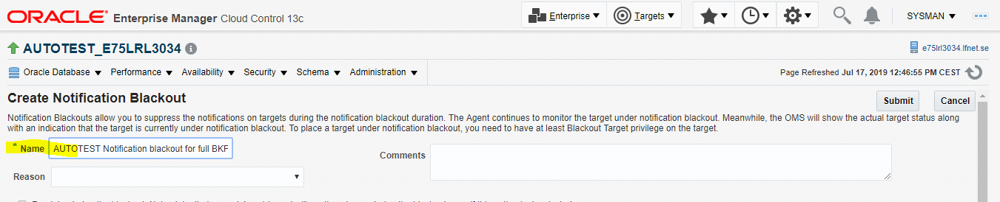 ORACLE Enterprise Manager Cloud Control 13c Enterprise Targets SYSMAN
AUTOTEST_E75LRL3034 e75lrl3034.lfnet.se
Oracle Database Performance Availability Security Schema Administration Page Refreshed Jul 17, 2019 12:46:55 PM CEST
Create Notification Blackout Submit Cancel
Notification Blackouts allow you to suppress the notifications on targets during the notification blackout duration. The Agent continues to monitor the target under notification blackout. Meanwhile, the OMS will show the actual target status along
with an indication that the target is currently under notification blackout. To place a target under notification blackout, you need to have at least Blackout Target privilege on the target.
* Name AUTOTEST Notification blackout for full BKF Comments
Reason